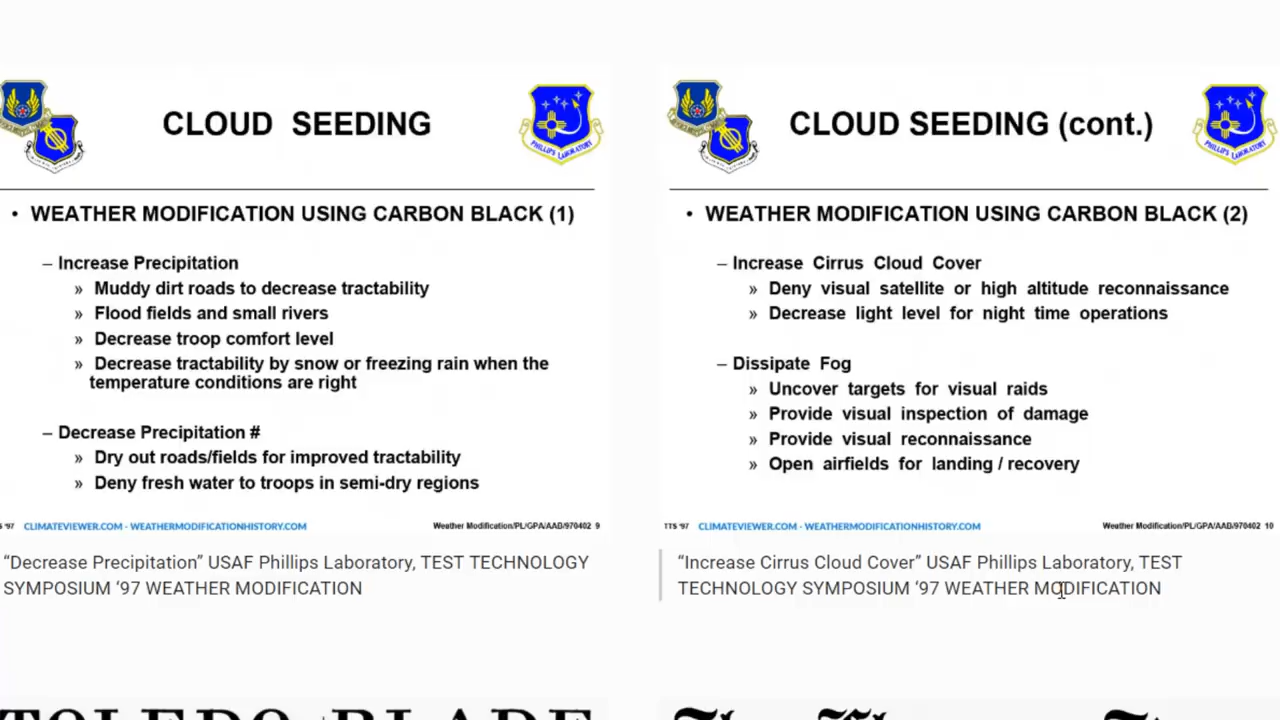 CLOUD SEEDING
• WEATHER MODIFICATION USING CARBON BLACK (1)
– Increase Precipitation
» Muddy dirt roads to decrease tractability
» Flood fields and small rivers
» Decrease troop comfort level
» Decrease tractability by snow or freezing rain when the
temperature conditions are right
– Decrease Precipitation #
» Dry out roads/fields for improved tractability
» Deny fresh water to troops in semi-dry regions
'97 CLIMATEVIEWER.COM - WEATHERMODIFICATIONHISTORY.COM Weather Modification/PL/GPA/AAB/970402 9
“Decrease Precipitation” USAF Phillips Laboratory, TEST TECHNOLOGY
SYMPOSIUM ‘97 WEATHER MODIFICATION
CLOUD SEEDING (cont.)
PHILLIPS LABORATORY
• WEATHER MODIFICATION USING CARBON BLACK (2)
– Increase Cirrus Cloud Cover
» Deny visual satellite or high altitude reconnaissance
» Decrease light level for night time operations
– Dissipate Fog
» Uncover targets for visual raids
» Provide visual inspection of damage
» Provide visual reconnaissance
» Open airfields for landing / recovery
TTS '97 CLIMATEVIEWER.COM - WEATHERMODIFICATIONHISTORY.COM Weather Modification/PL/GPA/AAB/970402 10
“Increase Cirrus Cloud Cover” USAF Phillips Laboratory, TEST
TECHNOLOGY SYMPOSIUM ‘97 WEATHER MODIFICATION
TOLEDO BLADE